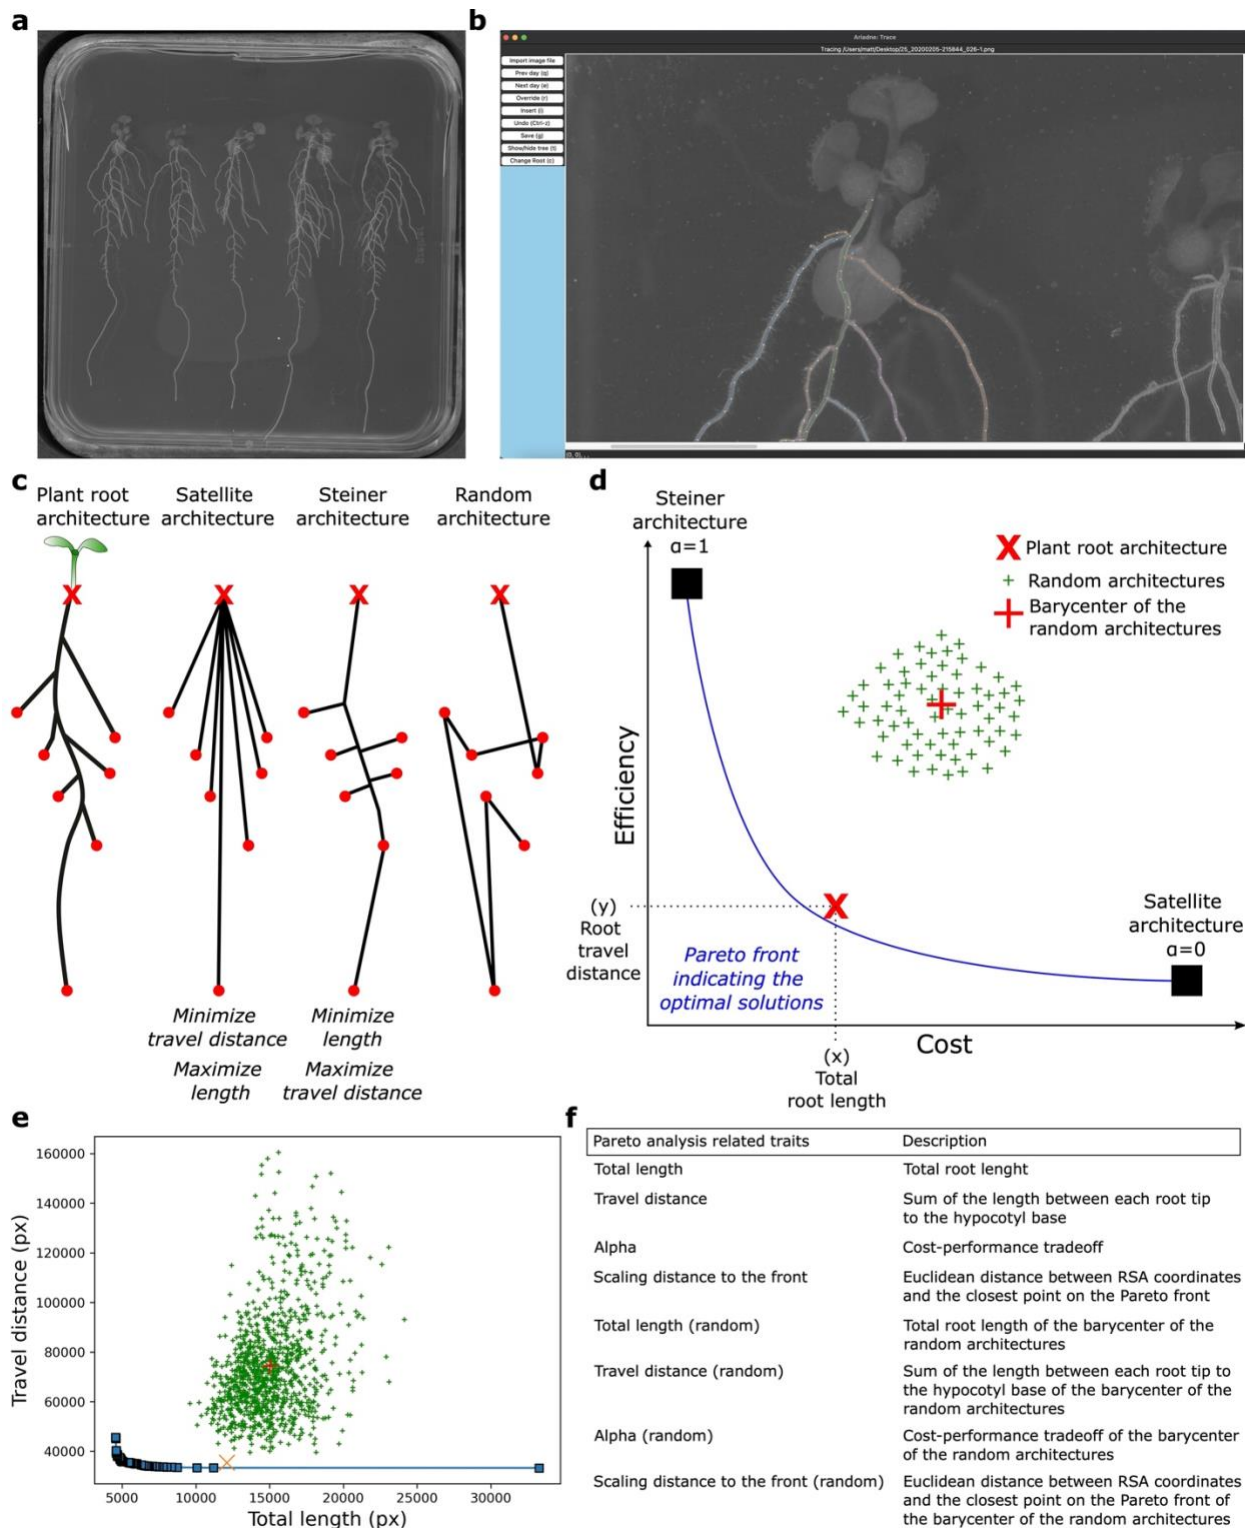 a
b
Ariadne: Trace
Tracing /Users/matt/Desktop/25_20200205-215844_026-1.png
Import image file
Prev day (q)
Next day (e)
Override (r)
Insert (i)
Undo (Ctrl-z)
Save (g)
Show/hide tree (t)
Change Root (c)
c
Plant root
architecture
Satellite
architecture
Steiner
architecture
Random
architecture
Minimize
travel distance
Maximize
length
Minimize
length
Maximize
travel distance
d
Steiner
architecture
α=1
Plant root architecture
Random architectures
Barycenter of the
random architectures
Efficiency
(y)
Root
travel
distance
Pareto front
indicating the
optimal solutions
Satellite
architecture
α=0
Cost
(x)
Total
root length
e
160000
140000
120000
100000
80000
60000
40000
Travel distance (px)
5000
10000
15000
20000
25000
30000
Total length (px)
f
Pareto analysis related traits Description
Total length Total root lenght
Travel distance Sum of the length between each root tip
to the hypocotyl base
Alpha Cost-performance tradeoff
Scaling distance to the front Euclidean distance between RSA coordinates
and the closest point on the Pareto front
Total length (random) Total root length of the barycenter of the
random architectures
Travel distance (random) Sum of the length between each root tip to
the hypocotyl base of the barycenter of the
random architectures
Alpha (random) Cost-performance tradeoff of the barycenter
of the random architectures
Scaling distance to the front (random) Euclidean distance between RSA coordinates
and the closest point on the Pareto front of
the barycenter of the random architectures